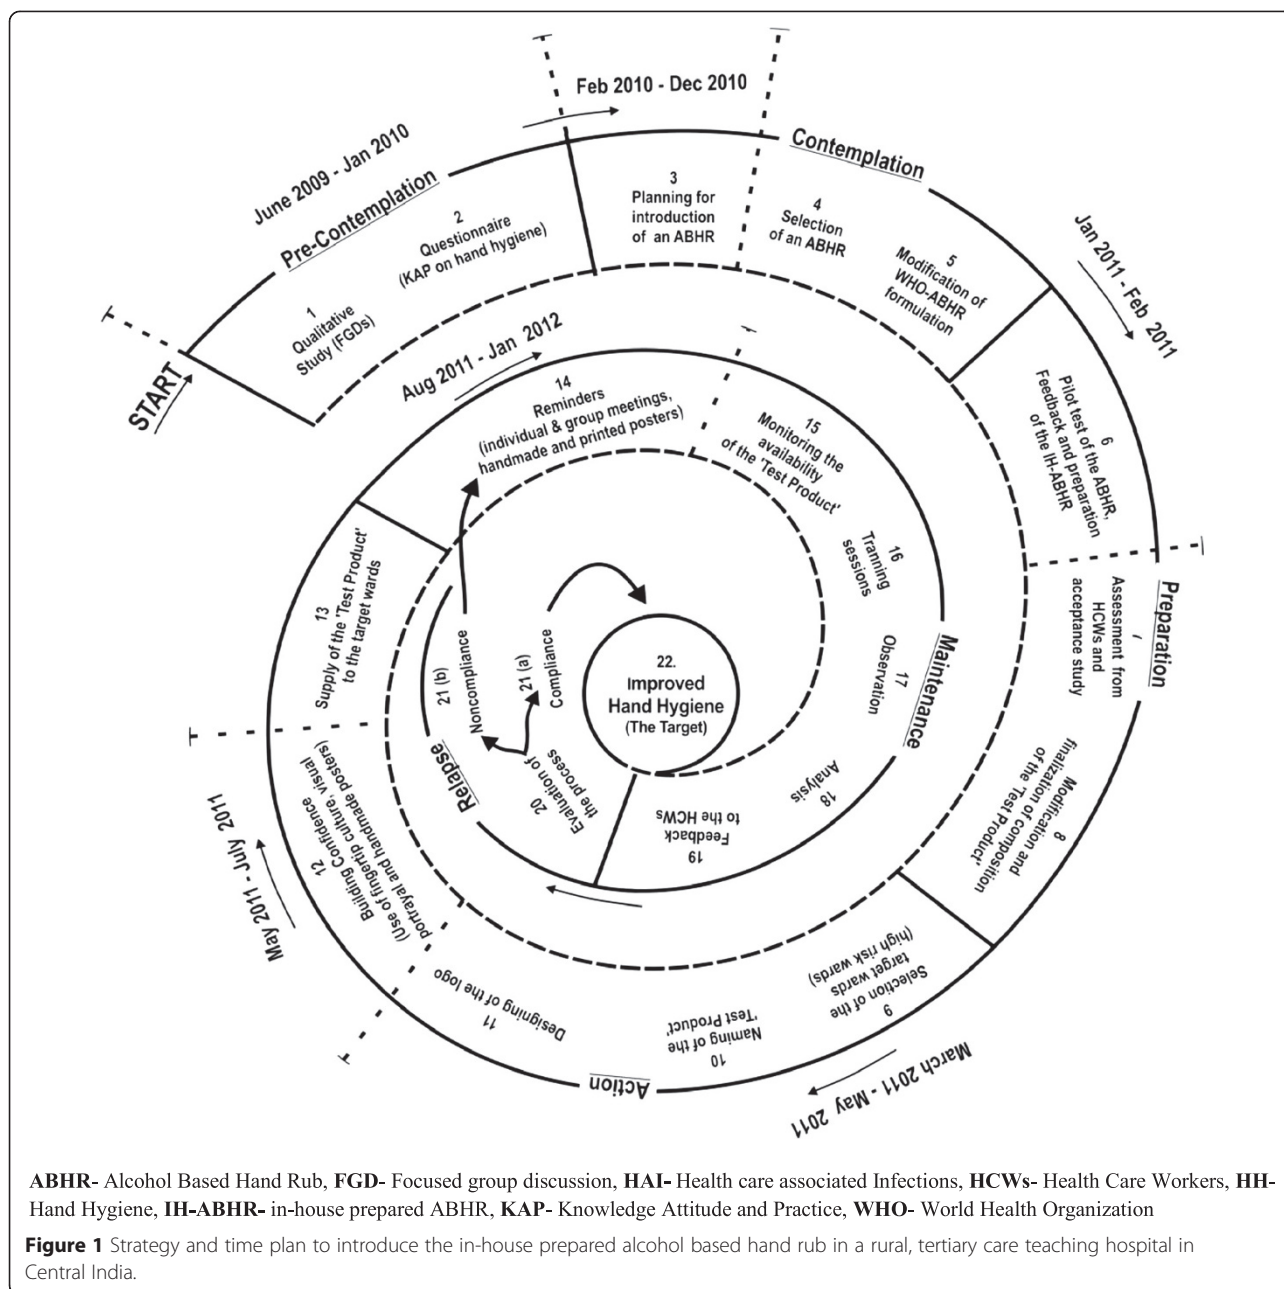 START
June 2009 - Jan 2010
Pre-Contemplation
1
Qualitative
Study (FGDs)
2
Questionnaire
(KAP on hand hygiene)
Feb 2010 - Dec 2010
3
Planning for
introduction
of an ABHR
Contemplation
4
Selection
of an ABHR
5
Modification of
WHO-ABHR
formulation
Jan 2011 - Feb 2011
6
Pilot test of the ABHR,
Feedback and preparation
of the IH-ABHR
Preparation
Assessment from
HCWs and
acceptance study
8
Modification and
finalization of composition
of the 'Test Product'
March 2011 - May 2011
9
Selection of the
target wards
(high risk wards)
10
Naming of the
'Test Product'
Action
11
Designing of the logo
May 2011 - July 2011
12
Building Confidence
(Use of fingertip culture, visual
portrayal and handmade posters)
13
Supply of the 'Test Product'
to the target wards
Aug 2011 - Jan 2012
14
Reminders
(individual & group meetings,
handmade and printed posters)
15
Monitoring the
availability
of the 'Test Product'
16
Tranning
sessions
Maintenance
17
Observation
18
Analysis
19
Feedback
to the HCWs
Relapse
20
Evaluation of
the process
21 (a)
Compliance
21 (b)
Noncompliance
22.
Improved
Hand Hygiene
(The Target)
ABHR- Alcohol Based Hand Rub, FGD- Focused group discussion, HAI- Health care associated Infections, HCWs- Health Care Workers, HH-
Hand Hygiene, IH-ABHR- in-house prepared ABHR, KAP- Knowledge Attitude and Practice, WHO- World Health Organization
Figure 1 Strategy and time plan to introduce the in-house prepared alcohol based hand rub in a rural, tertiary care teaching hospital in
Central India.